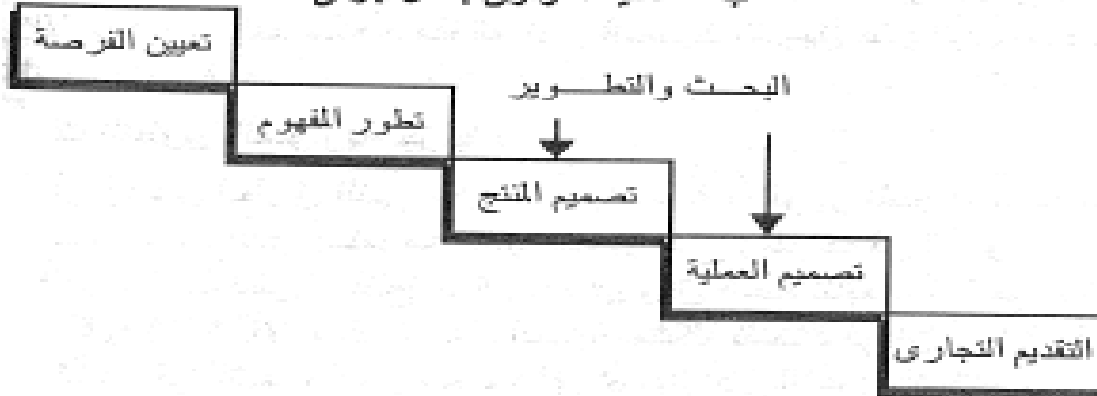 تعيين الفرصة
البحث والتطوير
تطور المفهوم
تصميم المنتج
تصميم العملية
التقديم التجارى